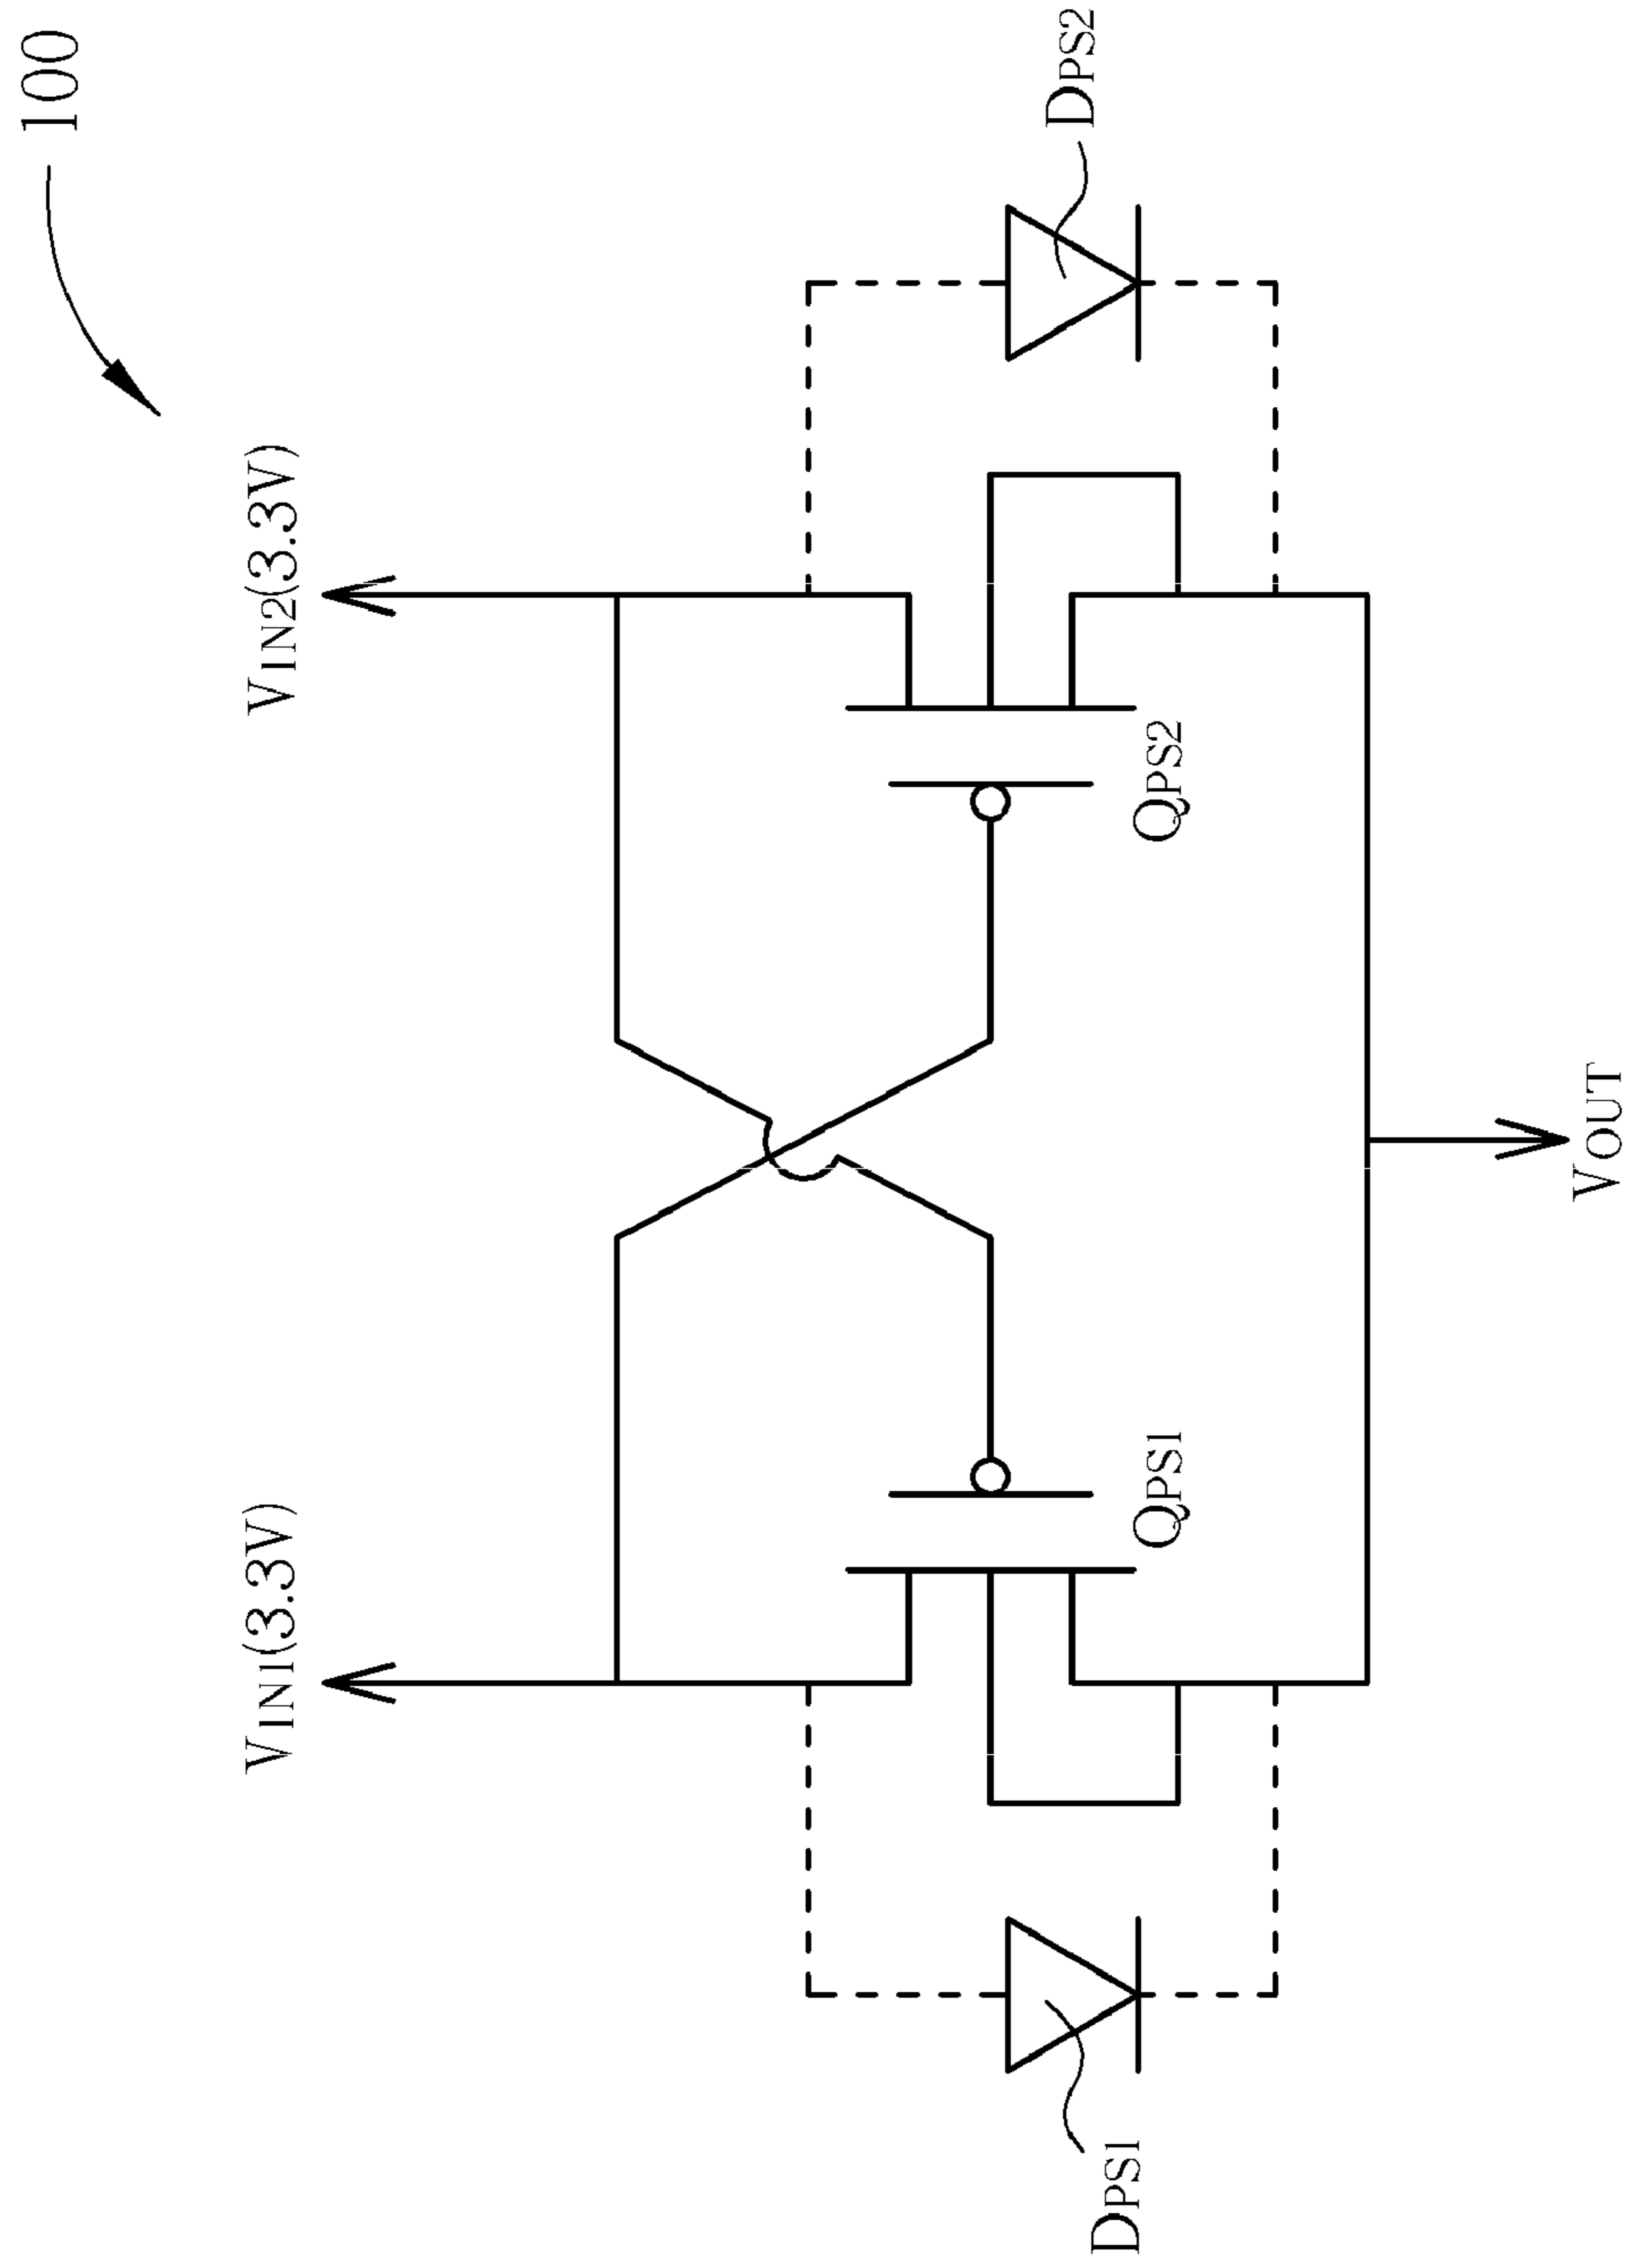 100
VIN1(3.3V)
VIN2(3.3V)
DPS1
QPS1
QPS2
DPS2
VOUT